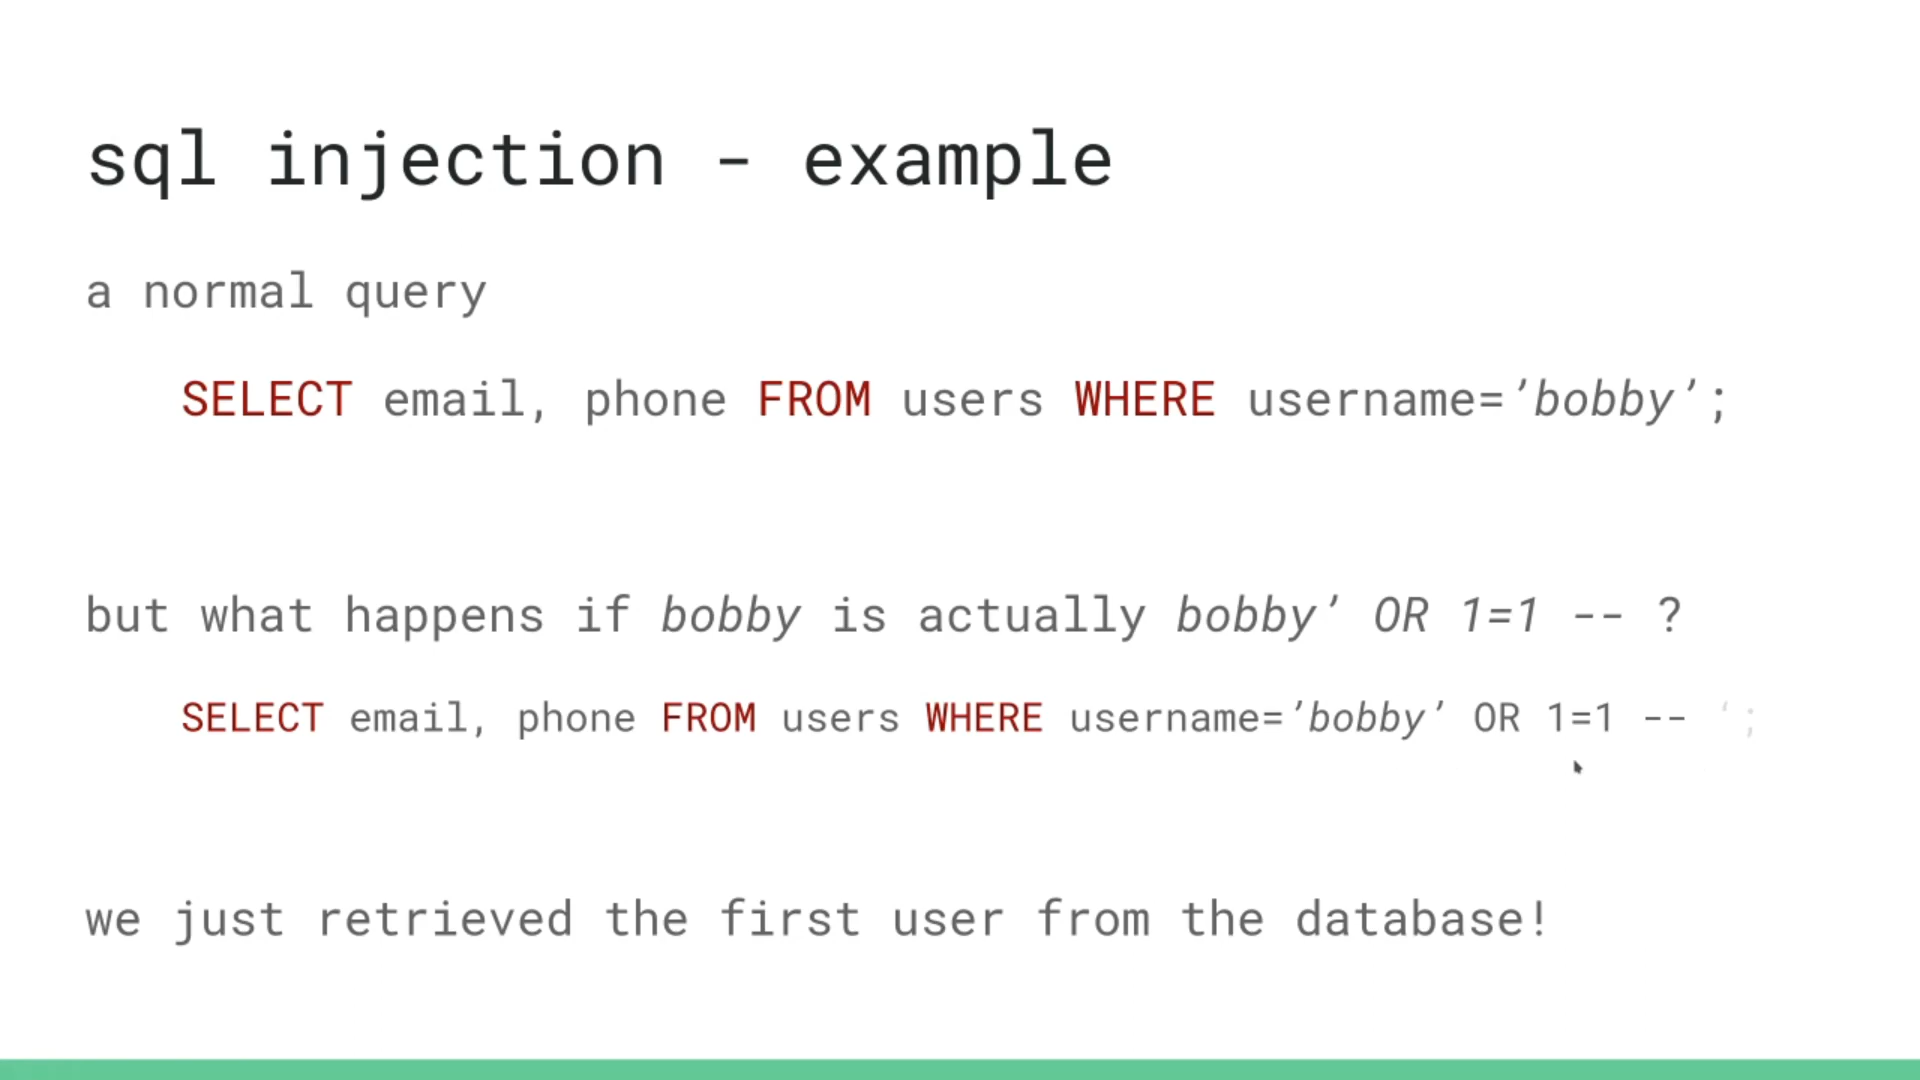 sql injection - example
a normal query
SELECT email, phone FROM users WHERE username=’bobby’;
but what happens if bobby is actually bobby’ OR 1=1 -- ?
SELECT email, phone FROM users WHERE username=’bobby’ OR 1=1 -- ‘;
we just retrieved the first user from the database!